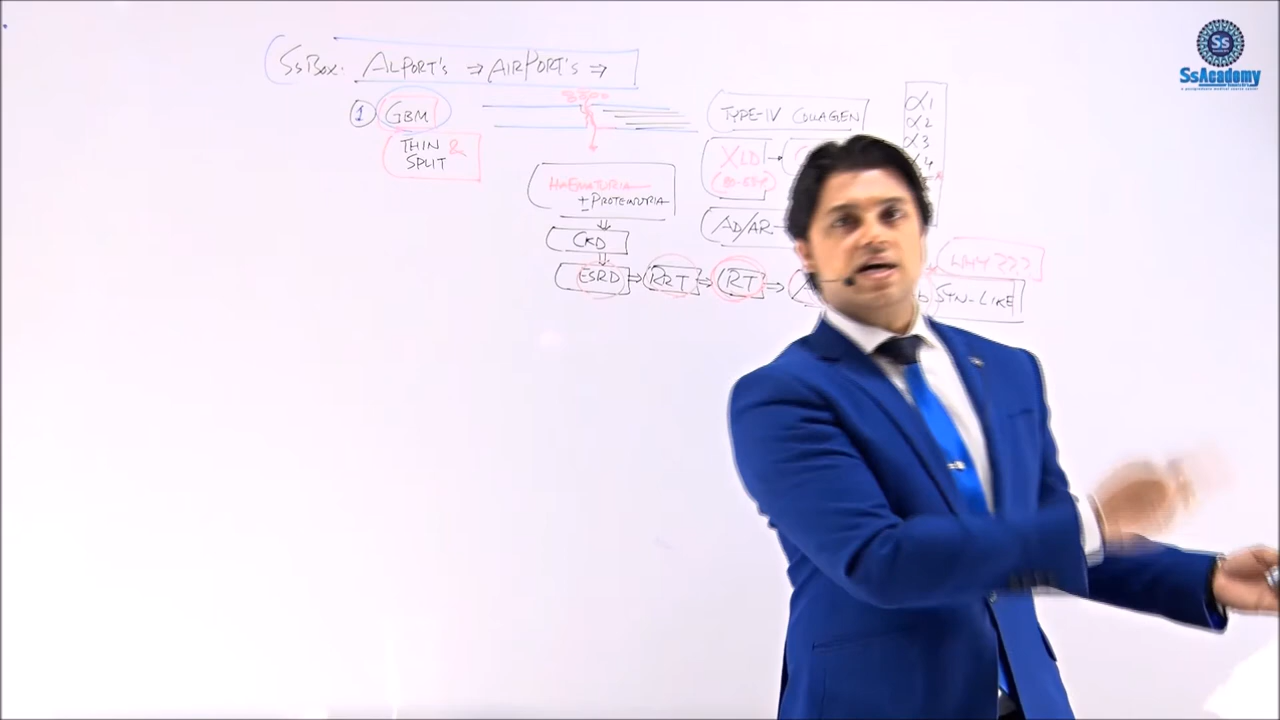 Ss
SsAcademy
SsBox. ALPORT'S ⇒ AIRPORT'S ⇒
1 GBM
THIN &
SPLIT
TYPE-IV COLLAGEN
α1
α2
α3
XLD →
HAEMATURIA
± PROTEINURIA
AD/AR
CKD
ESRD ⇒ RRT ⇒ RT ⇒
WHY???
SYN-LIKE